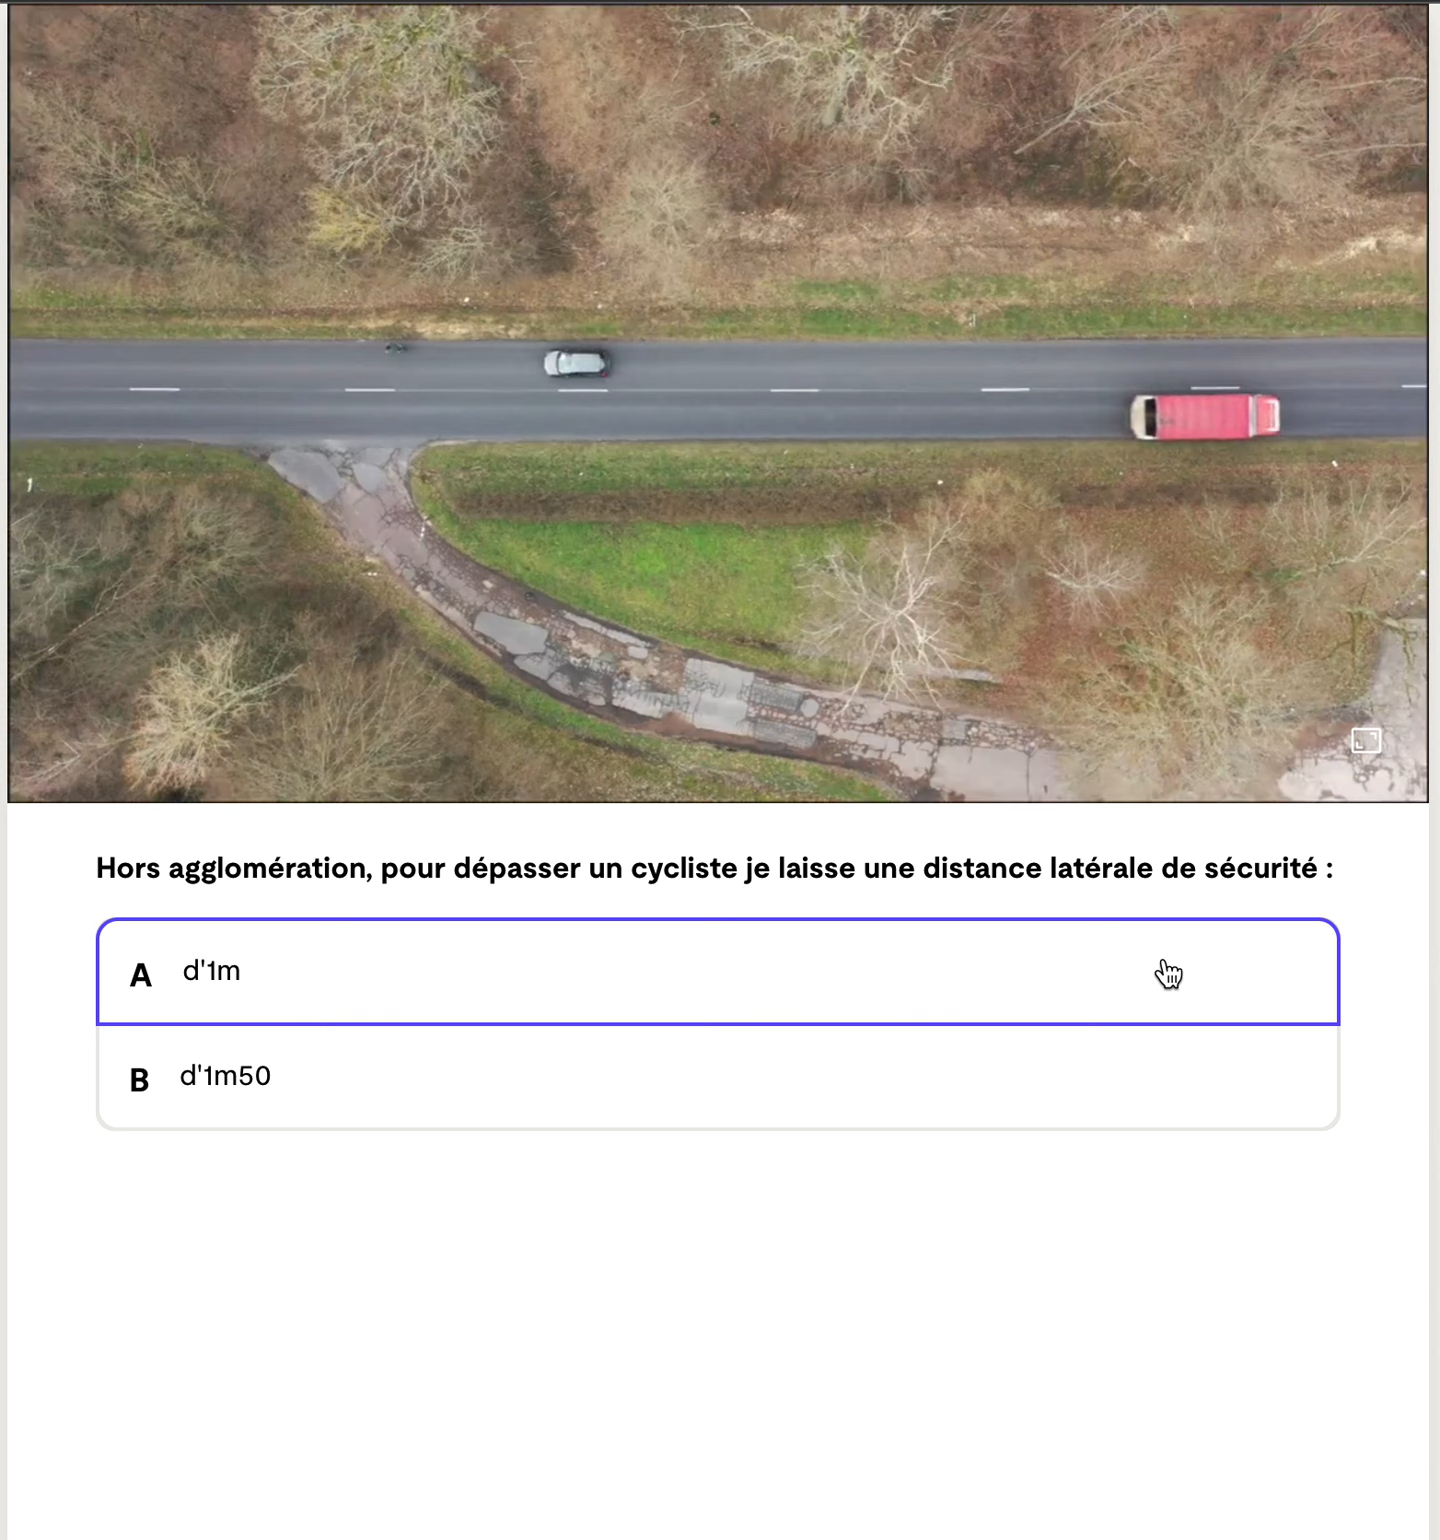 Hors agglomération, pour dépasser un cycliste je laisse une distance latérale de sécurité :
A d'1m
B d'1m50